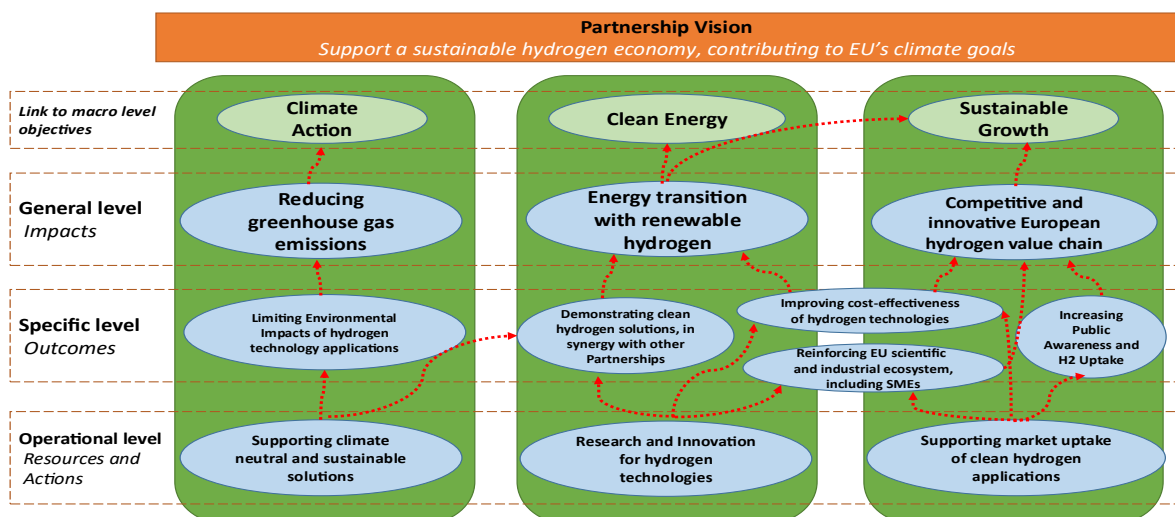 Partnership Vision
Support a sustainable hydrogen economy, contributing to EU's climate goals
Link to macro level
objectives
Climate
Action
Clean Energy
Sustainable
Growth
General level
Impacts
Reducing
greenhouse gas
emissions
Energy transition
with renewable
hydrogen
Competitive and
innovative European
hydrogen value chain
Specific level
Outcomes
Limiting Environmental
Impacts of hydrogen
technology applications
Demonstrating clean
hydrogen solutions, in
synergy with other
Partnerships
Improving cost-effectiveness
of hydrogen technologies
Reinforcing EU scientific
and industrial ecosystem,
including SMEs
Increasing
Public
Awareness and
H2 Uptake
Operational level
Resources and
Actions
Supporting climate
neutral and sustainable
solutions
Research and Innovation
for hydrogen
technologies
Supporting market uptake
of clean hydrogen
applications